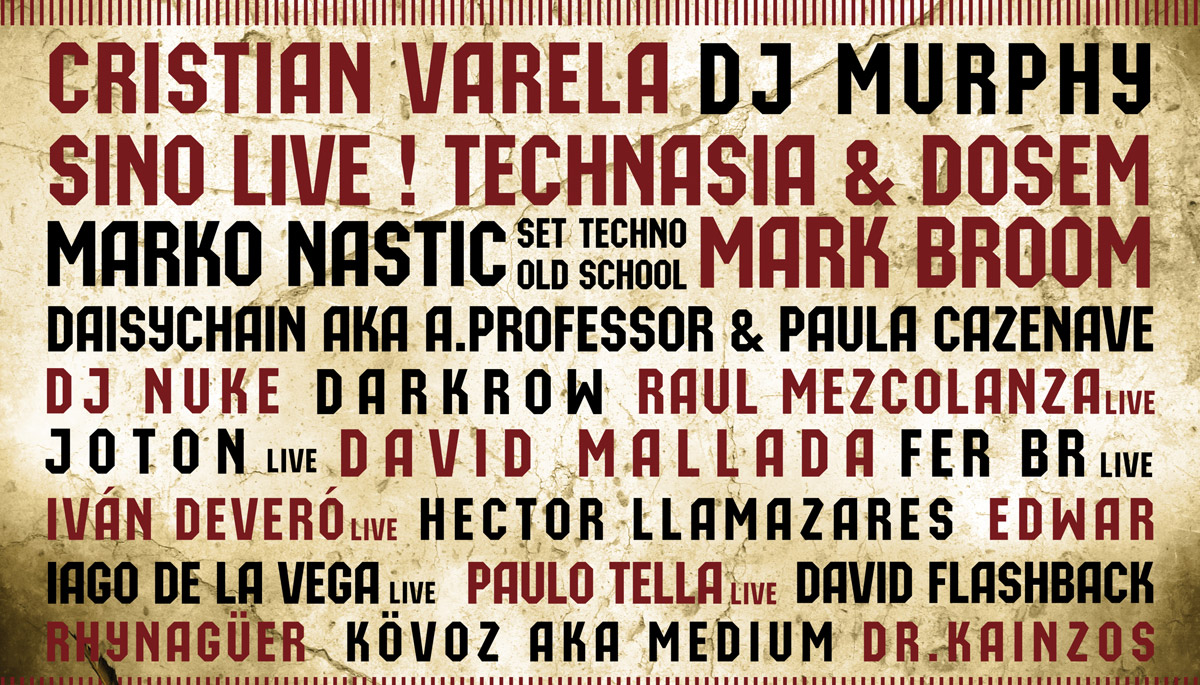 CRISTIAN VARELA DJ MURPHY
SINO LIVE ! TECHNASIA & DOSEM
MARKO NASTIC SET TECHNO OLD SCHOOL MARK BROOM
DAISYCHAIN AKA A.PROFESSOR & PAULA CAZENAVE
DJ NUKE DARKROW RAUL MEZCOLANZA LIVE
JOTON LIVE DAVID MALLADA FER BR LIVE
IVÁN DEVERÓ LIVE HECTOR LLAMAZARES EDWAR
IAGO DE LA VEGA LIVE PAULO TELLA LIVE DAVID FLASHBACK
RHYNAGÜER KÖVOZ AKA MEDIUM DR.KAINZOS